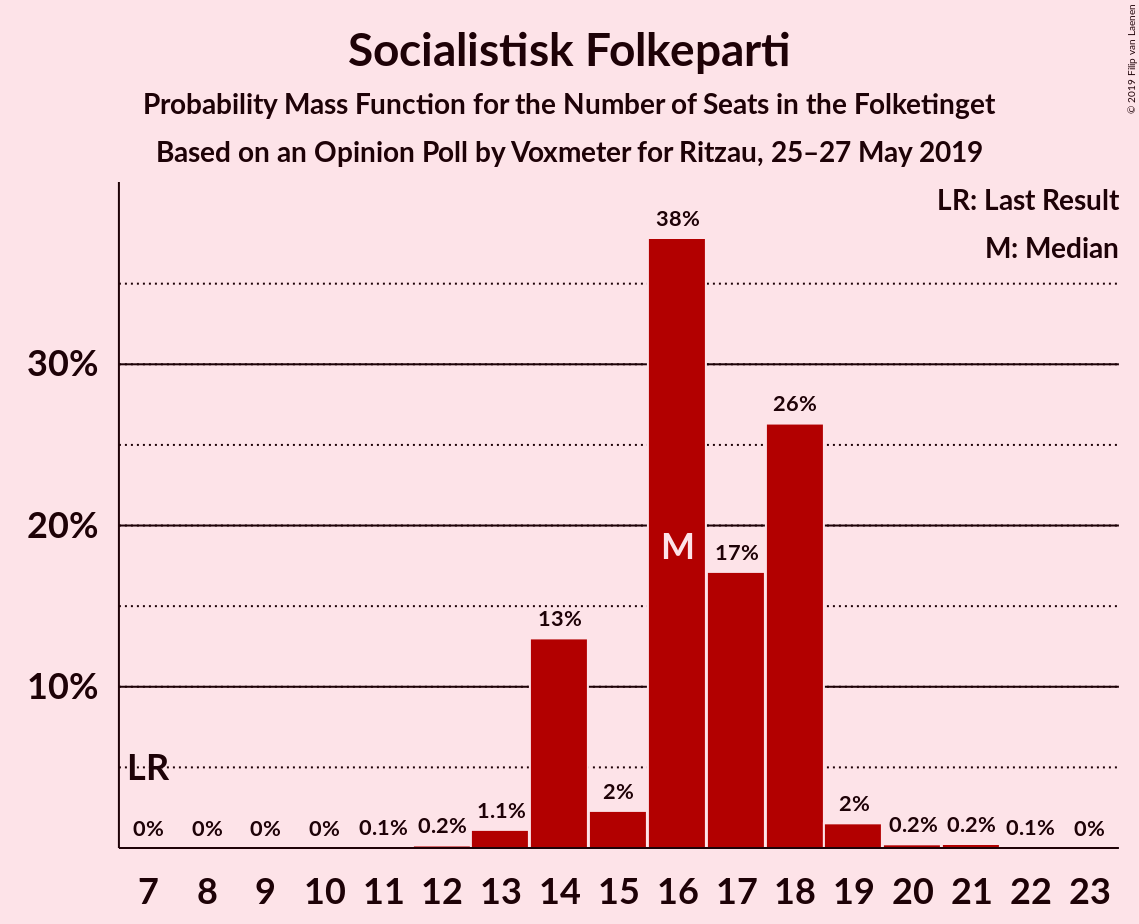 Socialistisk Folkeparti
Probability Mass Function for the Number of Seats in the Folketinget
Based on an Opinion Poll by Voxmeter for Ritzau, 25–27 May 2019
© 2019 Filip van Laenen
LR: Last Result
M: Median
38%
30%
26%
20%
M
17%
13%
10%
LR
0% 0% 0% 0% 0.1% 0.2% 1.1% 2% 2% 0.2% 0.2% 0.1% 0%
7 8 9 10 11 12 13 14 15 16 17 18 19 20 21 22 23